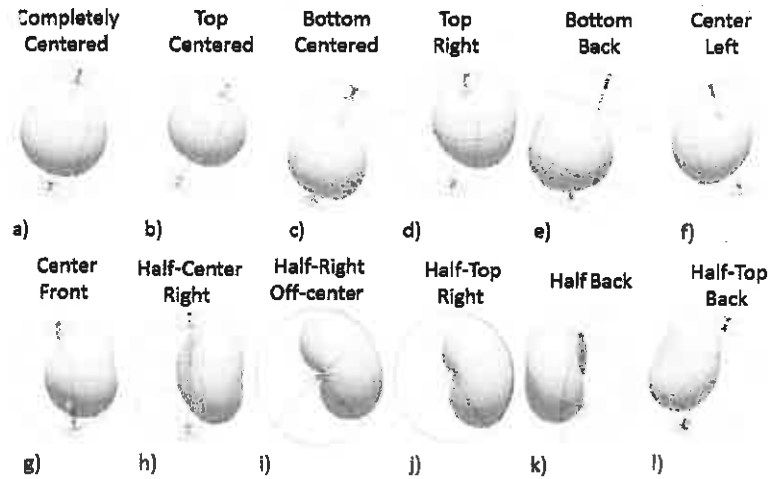 Completely
Centered
Top
Centered
Bottom
Centered
Top
Right
Bottom
Back
Center
Left
a)
b)
c)
d)
e)
f)
Center
Front
Half-Center
Right
Half-Right
Off-center
Half-Top
Right
Half Back
Half-Top
Back
g)
h)
i)
j)
k)
l)